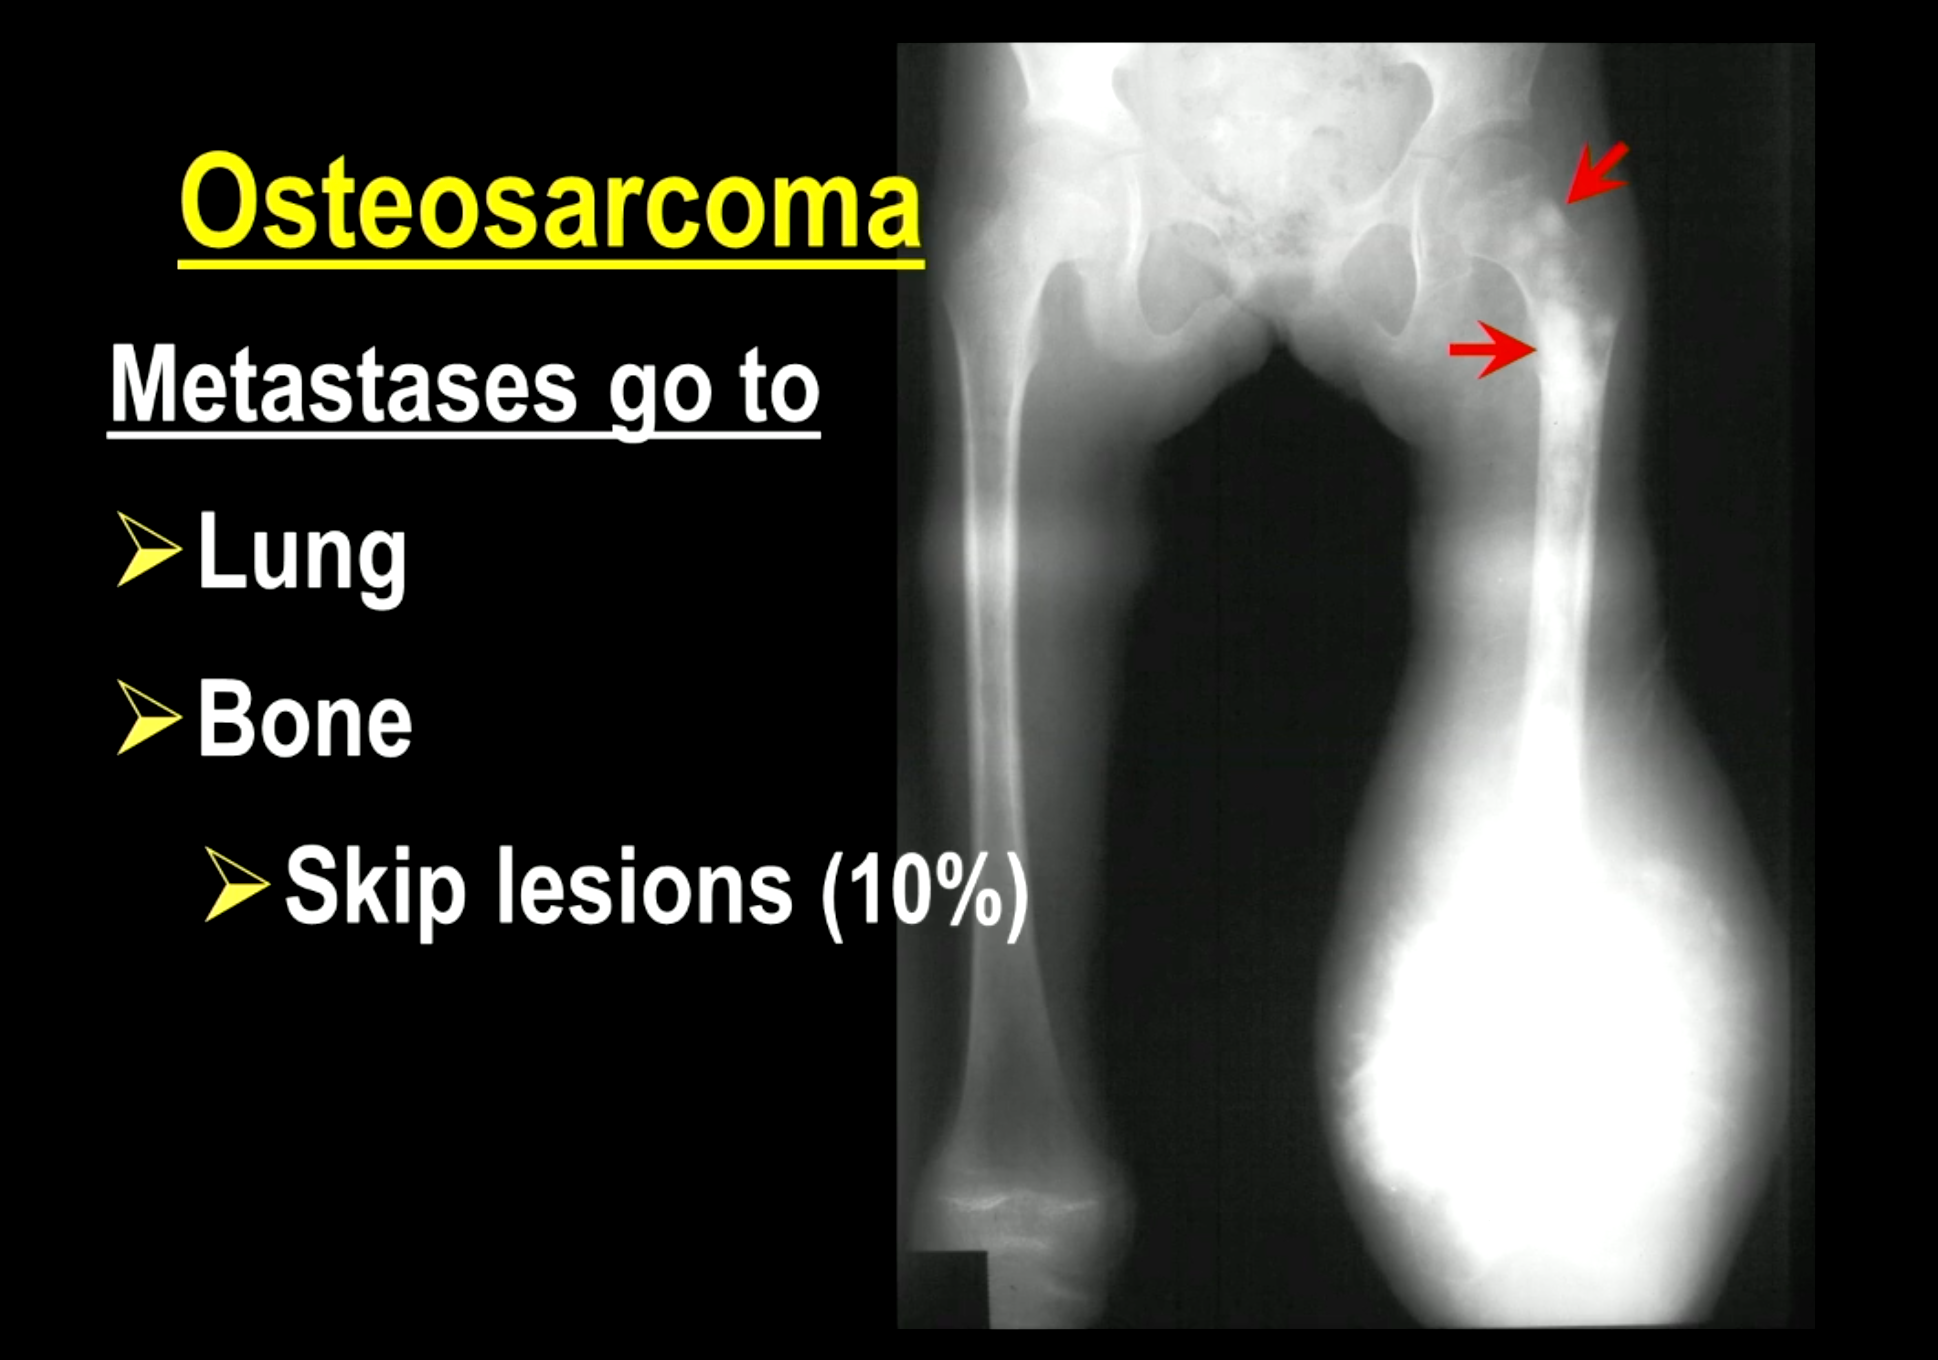 Osteosarcoma
Metastases go to
Lung
Bone
Skip lesions (10%)